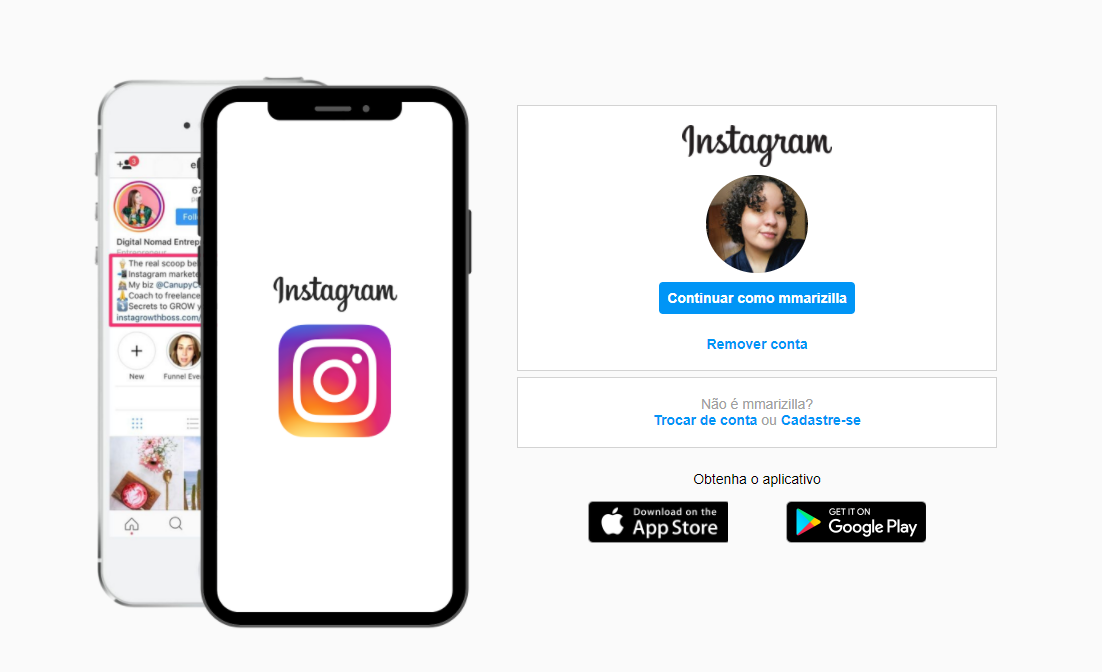 3
67
Digital Nomad Entrep
Entrepreneur
The real scoop be
Instagram markete
My biz @CanupyC
Coach to freelance
Secrets to GROW y
instagrowthboss.com/
New
Funnel Eve
Instagram
Instagram
Continuar como mmarizilla
Remover conta
Não é mmarizilla?
Trocar de conta ou Cadastre-se
Obtenha o aplicativo
Download on the
App Store
GET IT ON
Google Play